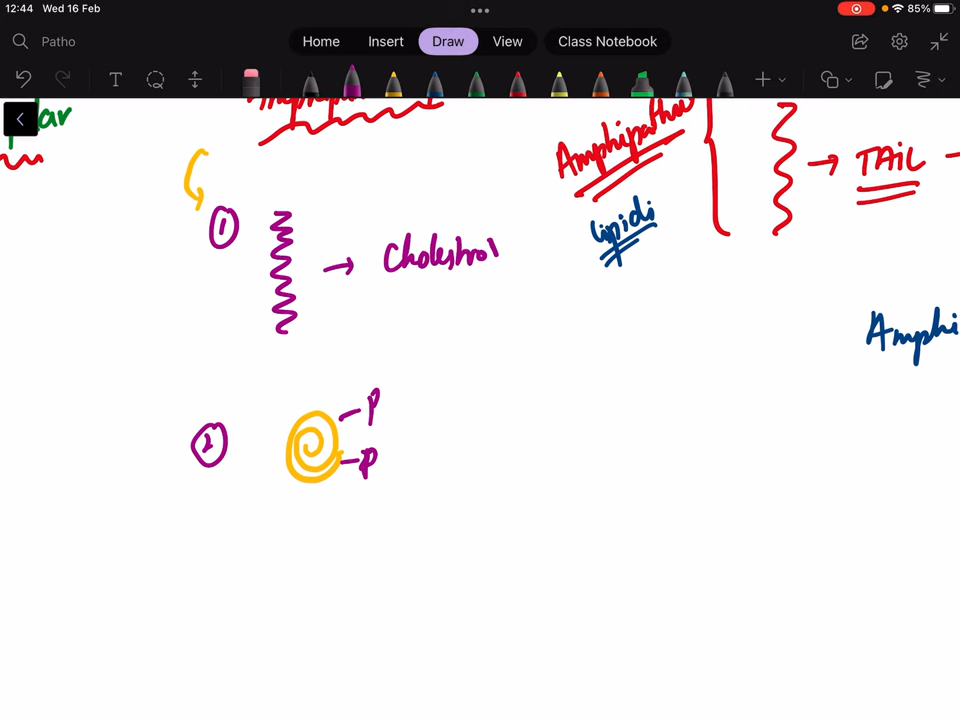 12:44 Wed 16 Feb
85%
Patho
Home Insert Draw View Class Notebook
T
Amphipathic
TAIL
lipids
1
Cholestrol
Amphi
2
P
P